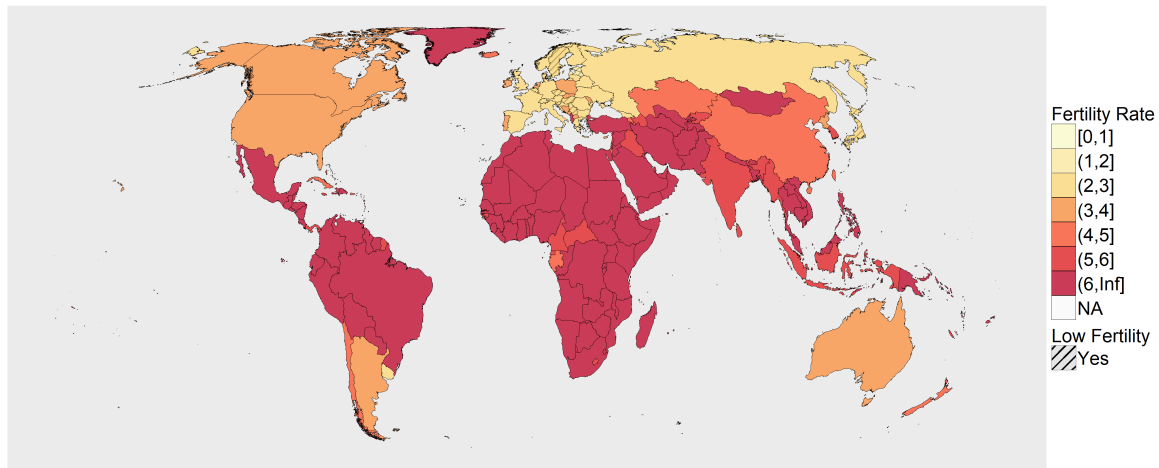 Fertility Rate
[0,1]
(1,2]
(2,3]
(3,4]
(4,5]
(5,6]
(6,Inf]
NA
Low Fertility
Yes